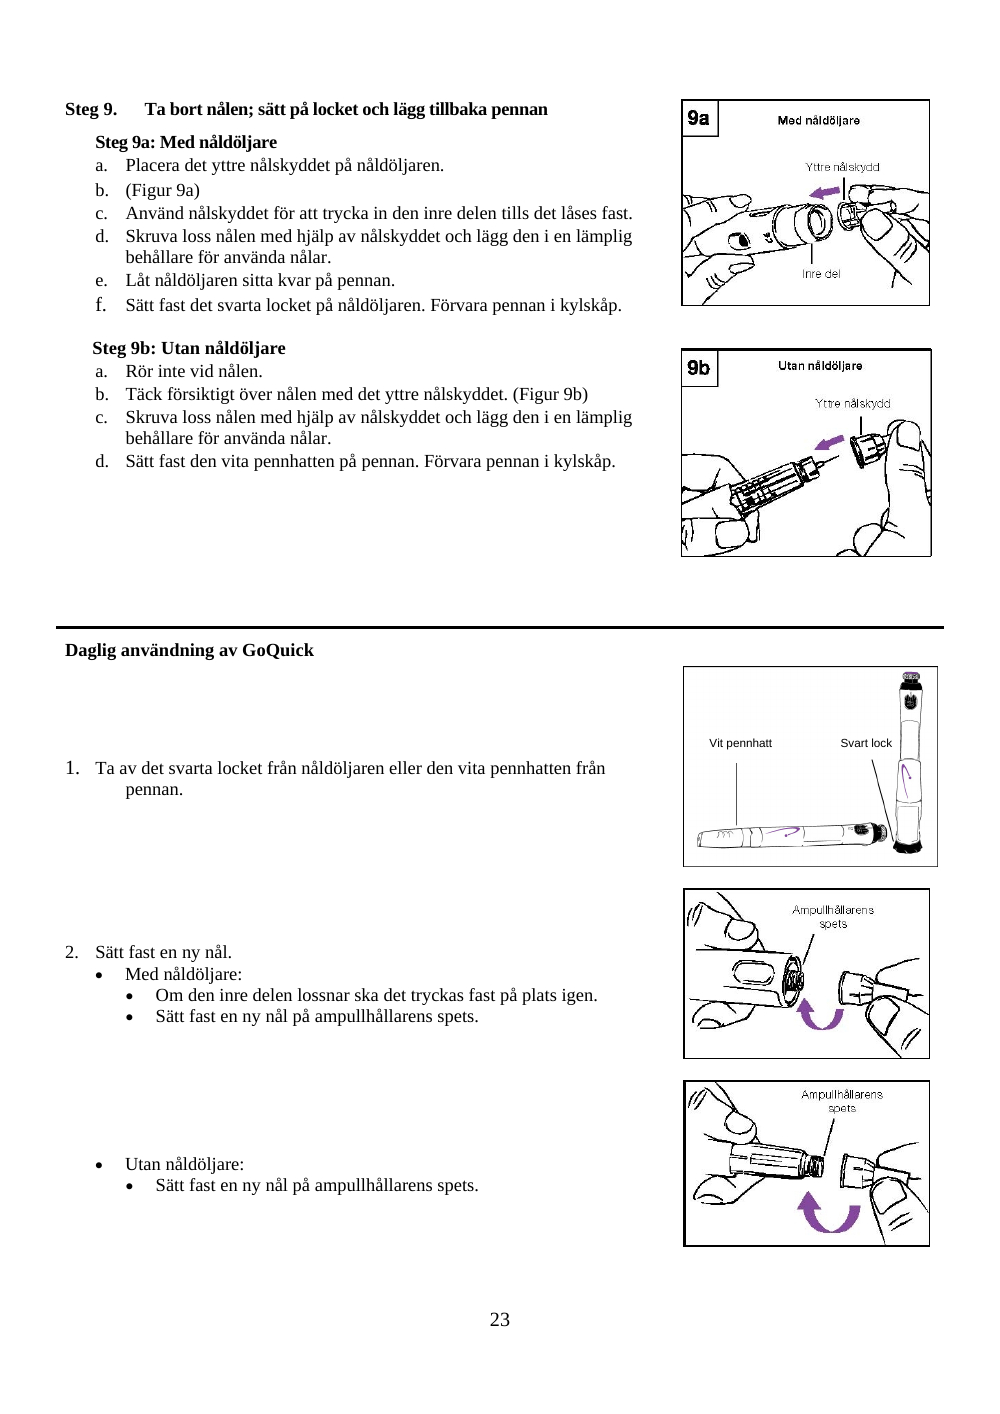 Steg 9. Ta bort nålen; sätt på locket och lägg tillbaka pennan
Steg 9a: Med nåldöljare
a. Placera det yttre nålskyddet på nåldöljaren.
b. (Figur 9a)
c. Använd nålskyddet för att trycka in den inre delen tills det låses fast.
d. Skruva loss nålen med hjälp av nålskyddet och lägg den i en lämplig
behållare för använda nålar.
e. Låt nåldöljaren sitta kvar på pennan.
f. Sätt fast det svarta locket på nåldöljaren. Förvara pennan i kylskåp.
9a
Med nåldöljare
Yttre nålskydd
Inre del
Steg 9b: Utan nåldöljare
a. Rör inte vid nålen.
b. Täck försiktigt över nålen med det yttre nålskyddet. (Figur 9b)
c. Skruva loss nålen med hjälp av nålskyddet och lägg den i en lämplig
behållare för använda nålar.
d. Sätt fast den vita pennhatten på pennan. Förvara pennan i kylskåp.
9b
Utan nåldöljare
Yttre nålskydd
Daglig användning av GoQuick
1. Ta av det svarta locket från nåldöljaren eller den vita pennhatten från
pennan.
Vit pennhatt
Svart lock
2. Sätt fast en ny nål.
• Med nåldöljare:
• Om den inre delen lossnar ska det tryckas fast på plats igen.
• Sätt fast en ny nål på ampullhållarens spets.
Ampullhållarens
spets
• Utan nåldöljare:
• Sätt fast en ny nål på ampullhållarens spets.
Ampullhållarens
spets
23